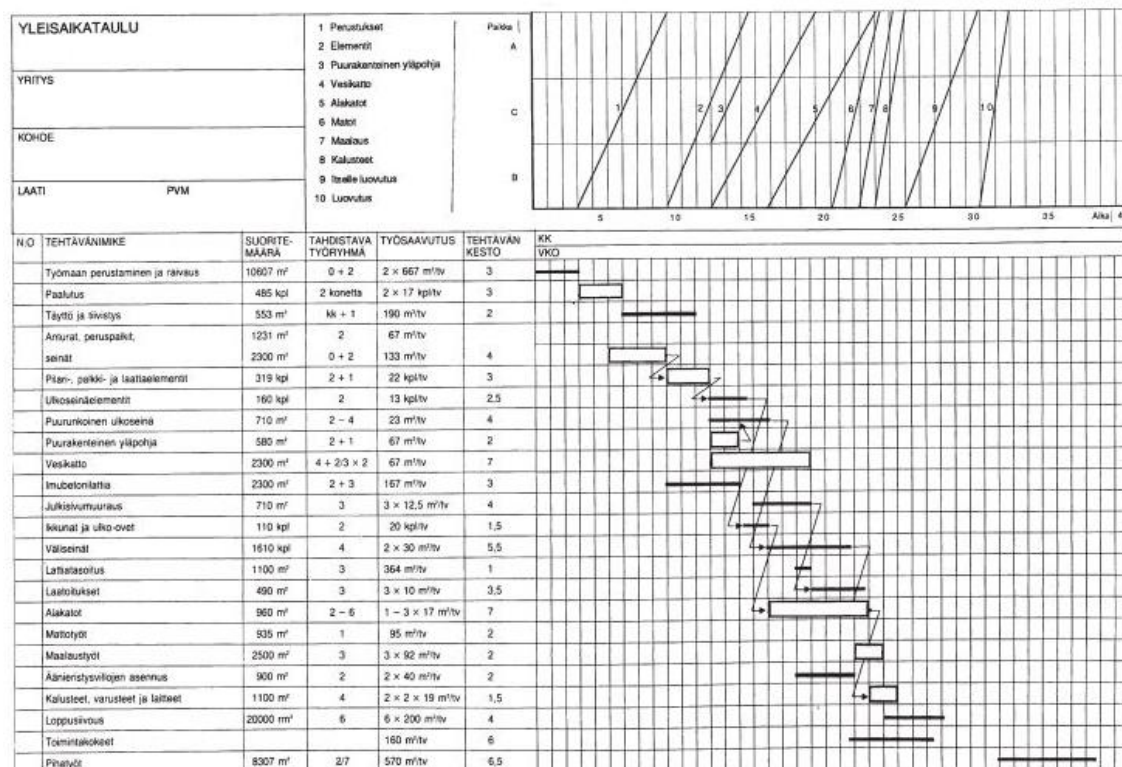 YLEISAIKATAULU
YRITYS
KOHDE
LAATI PVM
1 Perustukset
2 Elementit
3 Puurakenteinen yläpohja
4 Vesikatto
5 Alakatot
6 Matot
7 Maalaus
8 Kalusteet
9 Itselle luovutus
10 Luovutus
Paikka
A
C
B
1 2 3 4 5 6 7 8 9 10
5 10 15 20 25 30 35 Aika 4
N:O TEHTÄVÄNIMIKE SUORITE- TAHDISTAVA TYÖSAAVUTUS TEHTÄVÄN KK
MÄÄRÄ TYÖRYHMÄ KESTO VKO
Työmaan perustaminen ja raivaus 10607 m² 0 + 2 2 × 667 m²/tv 3
Paalutus 485 kpl 2 konetta 2 × 17 kpl/tv 3
Täyttö ja tiivistys 553 m³ kk + 1 190 m³/tv 2
Anturat, peruspalkit, 1231 m² 2 67 m²/tv
seinät 2300 m² 0 + 2 133 m²/tv 4
Pilari-, palkki- ja laattaelementit 319 kpl 2 + 1 22 kpl/tv 3
Ulkoseinäelementit 160 kpl 2 13 kpl/tv 2,5
Puurunkoinen ulkoseinä 710 m² 2 – 4 23 m²/tv 4
Puurakenteinen yläpohja 580 m² 2 + 1 67 m²/tv 2
Vesikatto 2300 m² 4 + 2/3 × 2 67 m²/tv 7
Imubetonilattia 2300 m² 2 + 3 167 m²/tv 3
Julkisivumuuraus 710 m² 3 3 × 12,5 m²/tv 4
Ikkunat ja ulko-ovet 110 kpl 2 20 kpl/tv 1,5
Väliseinät 1610 kpl 4 2 × 30 m²/tv 5,5
Lattiatasoitus 1100 m² 3 364 m²/tv 1
Laatoitukset 490 m² 3 3 × 10 m²/tv 3,5
Alakatot 960 m² 2 – 6 1 – 3 × 17 m²/tv 7
Mattotyöt 935 m² 1 95 m²/tv 2
Maalaustyöt 2500 m² 3 3 × 92 m²/tv 2
Äänieristysvillojen asennus 900 m² 2 2 × 40 m²/tv 2
Kalusteet, varusteet ja laitteet 1100 m² 4 2 × 2 × 19 m²/tv 1,5
Loppusiivous 20000 rm³ 6 6 × 200 m³/tv 4
Toimintakokeet 160 m²/tv 6
Pihatyöt 8307 m² 2/7 570 m²/tv 6,5